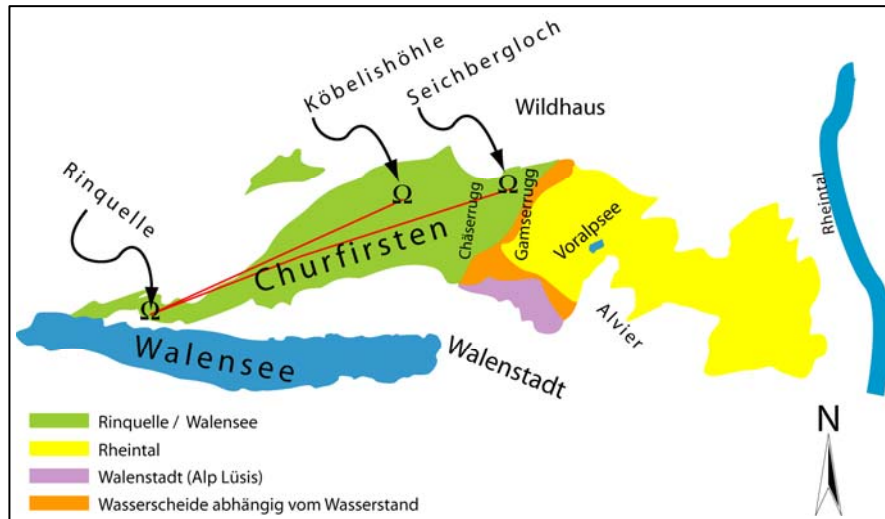 Köbelishöhle
Seichbergloch
Wildhaus
Rinquelle
Ω
Ω
Ω
Chäserrugg
Gamserrugg
Voralpsee
Rheintal
Churfirsten
Alvier
Walensee
Walenstadt
Rinquelle / Walensee
Rheintal
Walenstadt (Alp Lüsis)
Wasserscheide abhängig vom Wasserstand
N